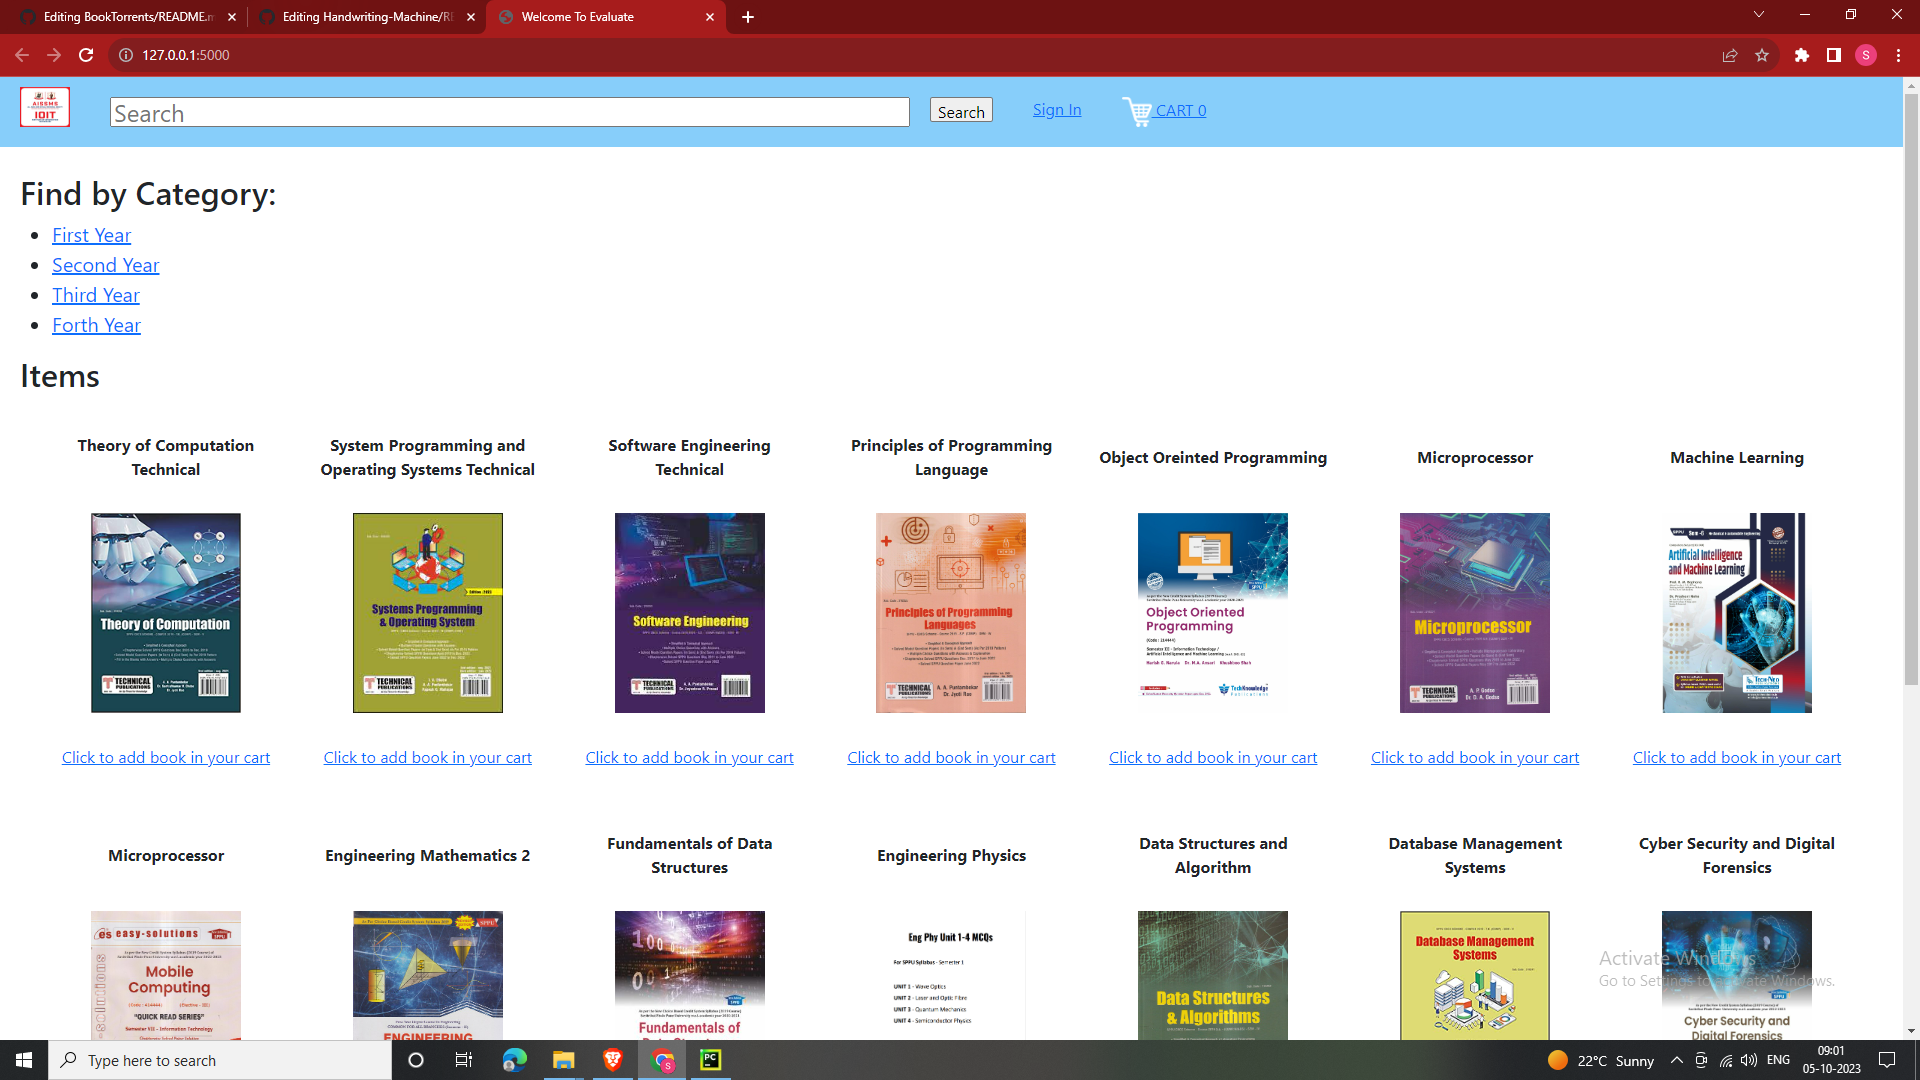 Editing BookTorrents/README.m
Editing Handwriting-Machine/RE
Welcome To Evaluate
127.0.0.1:5000
S
AISSMS
IOIT
Search
Search
Sign In
CART 0
Find by Category:
First Year
Second Year
Third Year
Forth Year
Items
Theory of Computation
Technical
System Programming and
Operating Systems Technical
Software Engineering
Technical
Principles of Programming
Language
Object Oreinted Programming
Microprocessor
Machine Learning
Theory of Computation
TECHNICAL
PUBLICATIONS
Systems Programming
& Operating System
TECHNICAL
PUBLICATIONS
Software Engineering
TECHNICAL
PUBLICATIONS
Principles of Programming
Languages
TECHNICAL
PUBLICATIONS
Object Oriented
Programming
TechKnowledge
Publications
Microprocessor
TECHNICAL
PUBLICATIONS
Artificial Intelligence
and Machine Learning
Tech-Neo
Click to add book in your cart
Click to add book in your cart
Click to add book in your cart
Click to add book in your cart
Click to add book in your cart
Click to add book in your cart
Click to add book in your cart
Microprocessor
Engineering Mathematics 2
Fundamentals of Data
Structures
Engineering Physics
Data Structures and
Algorithm
Database Management
Systems
Cyber Security and Digital
Forensics
es easy-solutions
Mobile
Computing
"QUICK READ SERIES"
Semester VII - Information Technology
ENGINEERING
Fundamentals of
Eng Phy Unit 1-4 MCQs
For SPPU Syllabus - Semester 1
UNIT 1 - Wave Optics
UNIT 2 - Laser and Optic Fibre
UNIT 3 - Quantum Mechanics
UNIT 4 - Semiconductor Physics
Data Structures
& Algorithms
Database Management
Systems
Cyber Security and
Digital Forensics
Activate Windows
Go to Settings to activate Windows.
Type here to search
PC
S
22°C Sunny
ENG
09:01
05-10-2023